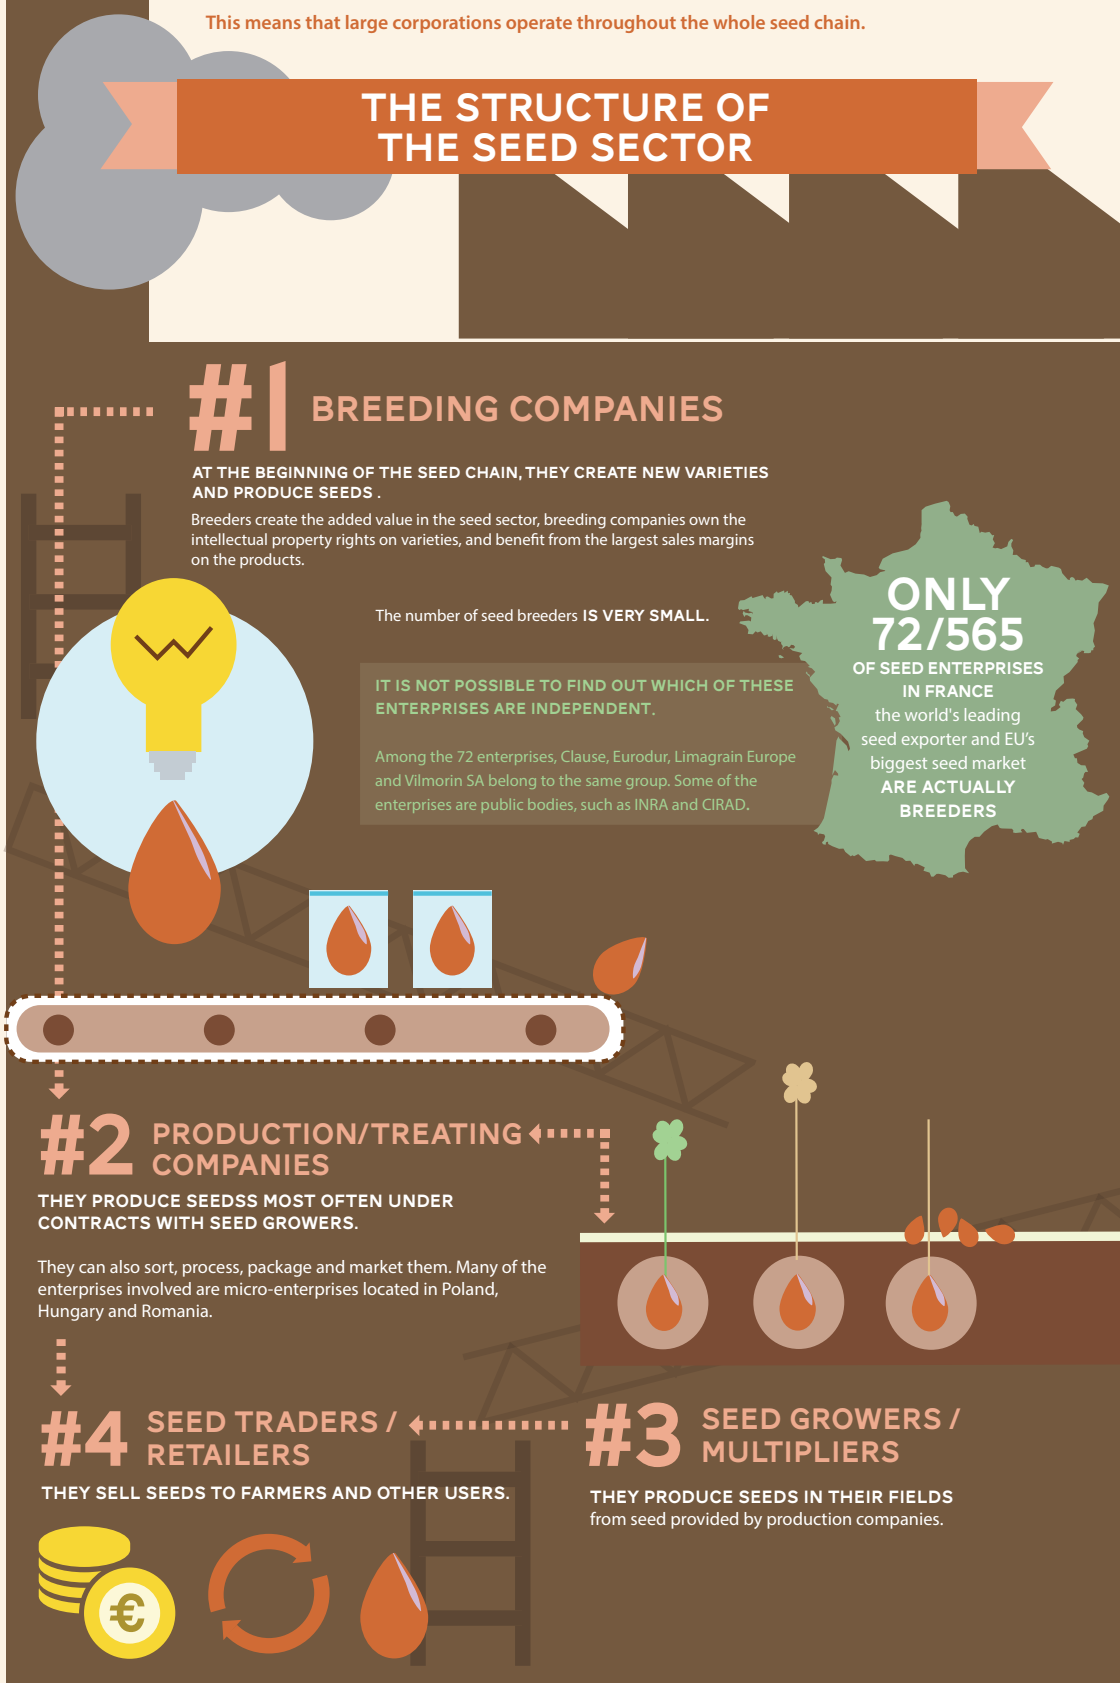 This means that large corporations operate throughout the whole seed chain.
THE STRUCTURE OF
THE SEED SECTOR
#1 BREEDING COMPANIES
AT THE BEGINNING OF THE SEED CHAIN, THEY CREATE NEW VARIETIES
AND PRODUCE SEEDS .
Breeders create the added value in the seed sector, breeding companies own the
intellectual property rights on varieties, and benefit from the largest sales margins
on the products.
The number of seed breeders IS VERY SMALL.
IT IS NOT POSSIBLE TO FIND OUT WHICH OF THESE
ENTERPRISES ARE INDEPENDENT.
Among the 72 enterprises, Clause, Eurodur, Limagrain Europe
and Vilmorin SA belong to the same group. Some of the
enterprises are public bodies, such as INRA and CIRAD.
ONLY
72/565
OF SEED ENTERPRISES
IN FRANCE
the world's leading
seed exporter and EU's
biggest seed market
ARE ACTUALLY
BREEDERS
#2 PRODUCTION/TREATING
COMPANIES
THEY PRODUCE SEEDSS MOST OFTEN UNDER
CONTRACTS WITH SEED GROWERS.
They can also sort, process, package and market them. Many of the
enterprises involved are micro-enterprises located in Poland,
Hungary and Romania.
#4 SEED TRADERS /
RETAILERS
THEY SELL SEEDS TO FARMERS AND OTHER USERS.
€
#3 SEED GROWERS /
MULTIPLIERS
THEY PRODUCE SEEDS IN THEIR FIELDS
from seed provided by production companies.